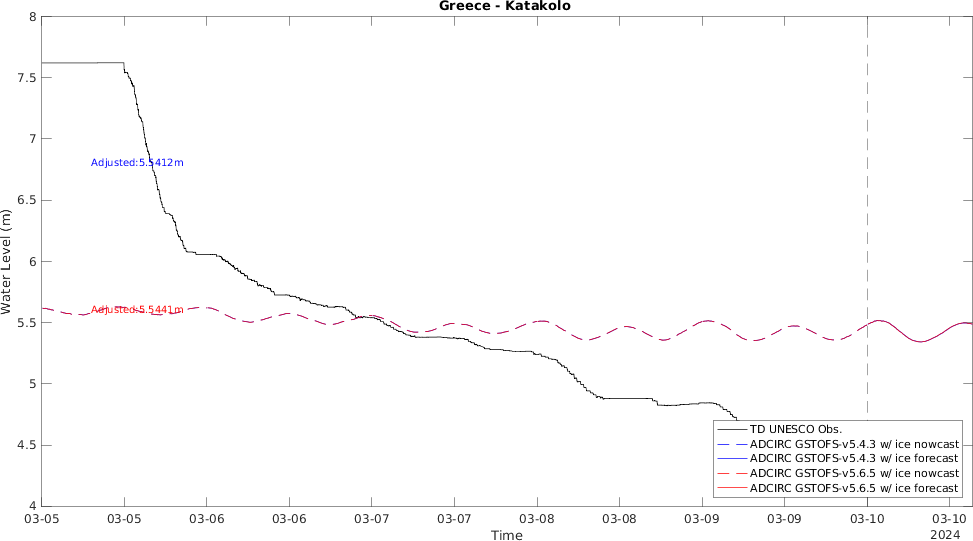 Greece - Katakolo
8
7.5
7
6.5
6
5.5
5
4.5
4
Water Level (m)
Adjusted:5.5412m
Adjusted:5.5441m
TD UNESCO Obs.
ADCIRC GSTOFS-v5.4.3 w/ ice nowcast
ADCIRC GSTOFS-v5.4.3 w/ ice forecast
ADCIRC GSTOFS-v5.6.5 w/ ice nowcast
ADCIRC GSTOFS-v5.6.5 w/ ice forecast
03-05 03-05 03-06 03-06 03-07 03-07 03-08 03-08 03-09 03-09 03-10 03-10
Time
2024